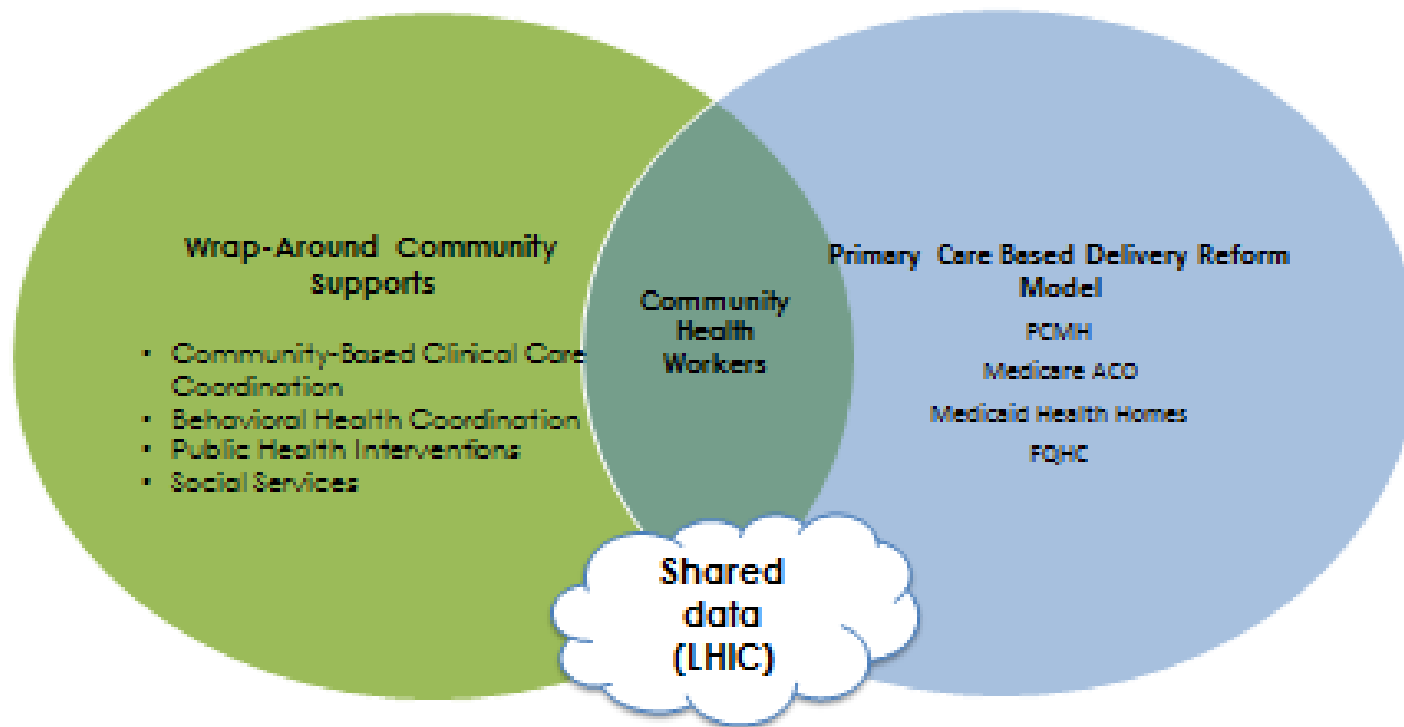 Wrap-Around Community
Supports
• Community-Based Clinical Care
Coordination
• Behavioral Health Coordination
• Public Health Interventions
• Social Services
Community
Health
Workers
Primary Care Based Delivery Reform
Model
PCMH
Medicare ACO
Medicaid Health Homes
FQHC
Shared
data
(LHIC)